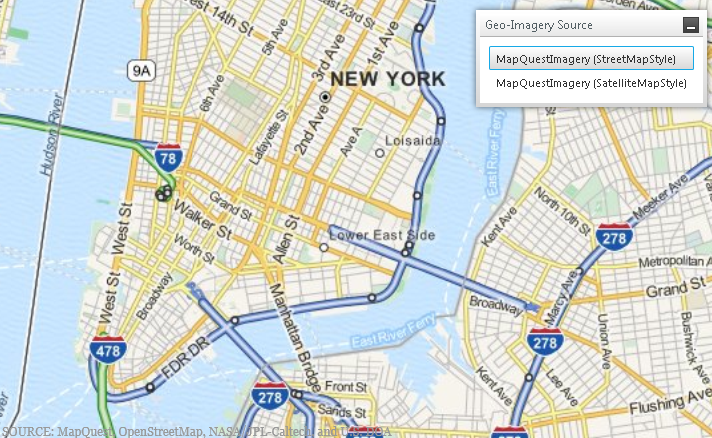 West 14th St
East 23rd St
5th Ave
3rd Ave
1st Ave
Geo-Imagery Source
MapQuestImagery (StreetMapStyle)
MapQuestImagery (SatelliteMapStyle)
9A
6th Ave
NEW YORK
Hudson River
Lafayette St
2nd Ave
Ave A
Loisaida
East River Ferry
78
Walker St
Grand St
Lower East Side
Kent Ave
North 10th St
Meeker Ave
278
West St
Worth St
Allen St
Metropolitan A
Broadway
West St
Manhattan Bridge
Broadway
Marcy Ave
Grand St
478
FDR DR
East River Ferry
278
Union Ave
Bushwick Av
278
Front St
Sands St
Kent Ave
Lee Ave
Flushing Ave
SOURCE: MapQuest, OpenStreetMap, NASA/JPL-Caltech, and U.S.